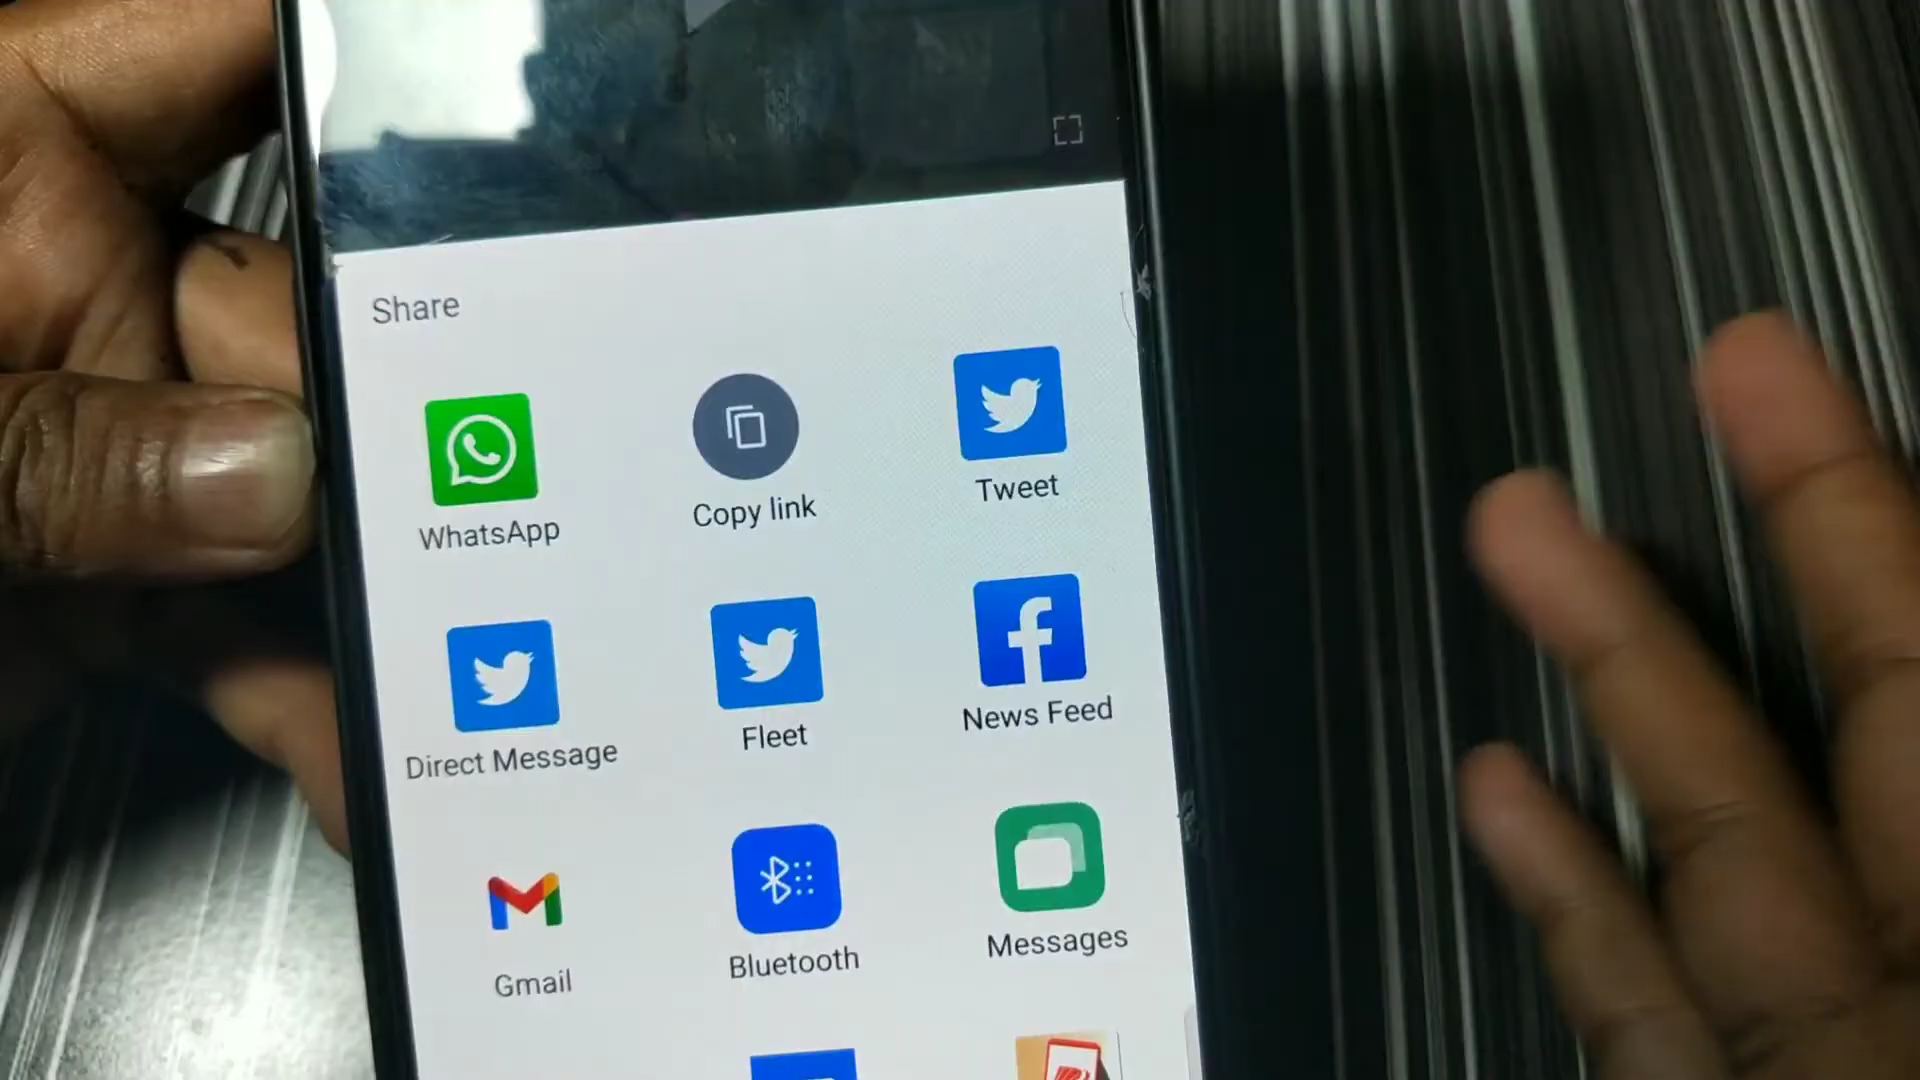 Share
WhatsApp
Copy link
Tweet
Direct Message
Fleet
News Feed
Gmail
Bluetooth
Messages